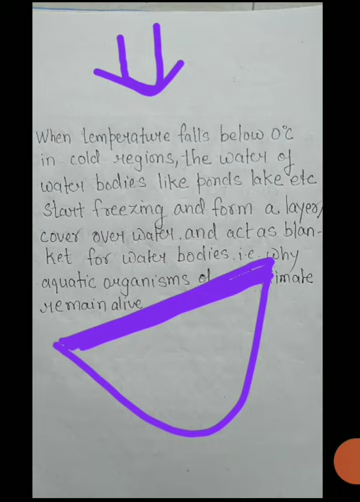 When temperature falls below 0°C
in cold regions, the water of
water bodies like ponds lake etc
start freezing and form a layer/
cover over water. and act as blan-
ket for water bodies. i.e. why
aquatic organisms of imate
remain alive